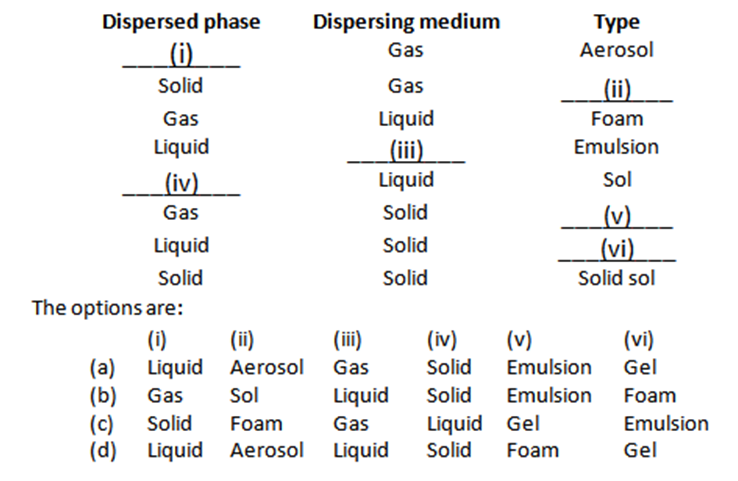 Dispersed phase Dispersing medium Type
___(i)___ Gas Aerosol
Solid Gas ___(ii)___
Gas Liquid Foam
Liquid ___(iii)___ Emulsion
___(iv)___ Liquid Sol
Gas Solid ___(v)___
Liquid Solid ___(vi)___
Solid Solid Solid sol
The options are:
(i) (ii) (iii) (iv) (v) (vi)
(a) Liquid Aerosol Gas Solid Emulsion Gel
(b) Gas Sol Liquid Solid Emulsion Foam
(c) Solid Foam Gas Liquid Gel Emulsion
(d) Liquid Aerosol Liquid Solid Foam Gel